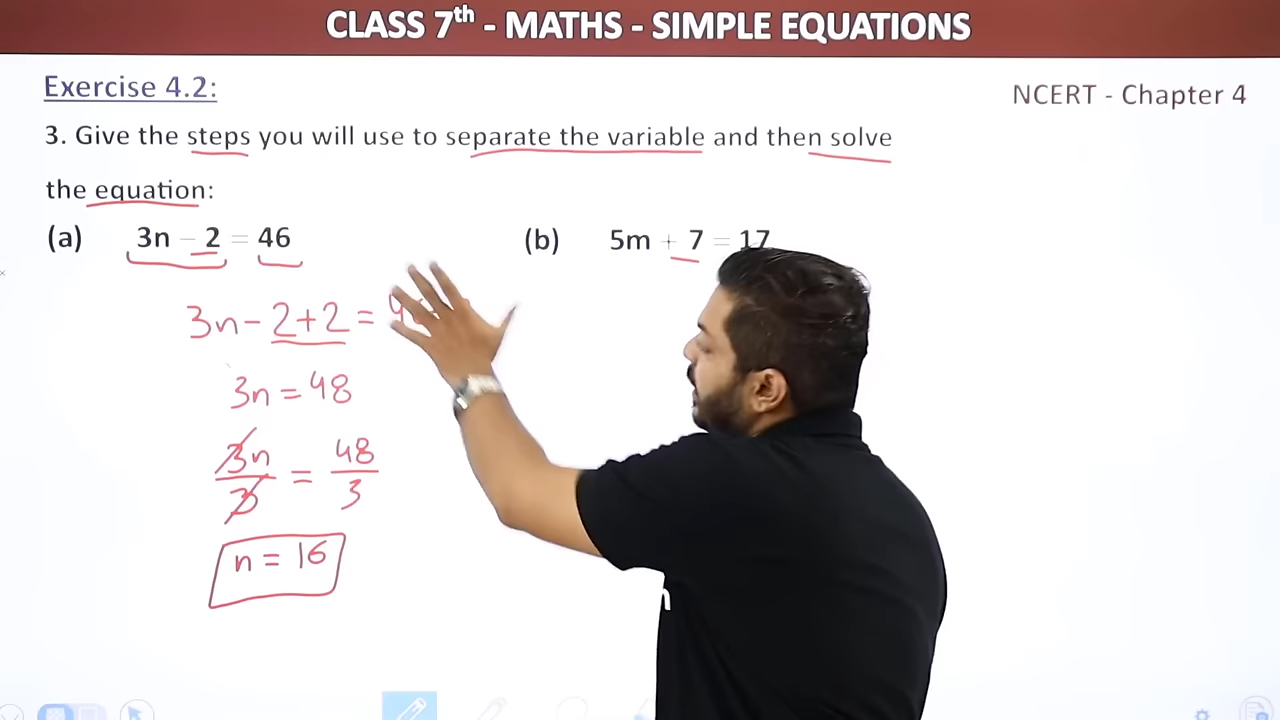 CLASS 7th - MATHS - SIMPLE EQUATIONS
Exercise 4.2:
NCERT - Chapter 4
3. Give the steps you will use to separate the variable and then solve
the equation:
(a) 3n – 2 = 46
(b) 5m + 7 = 17
3n - 2 + 2 =
3n = 48
3n/3 = 48/3
n = 16